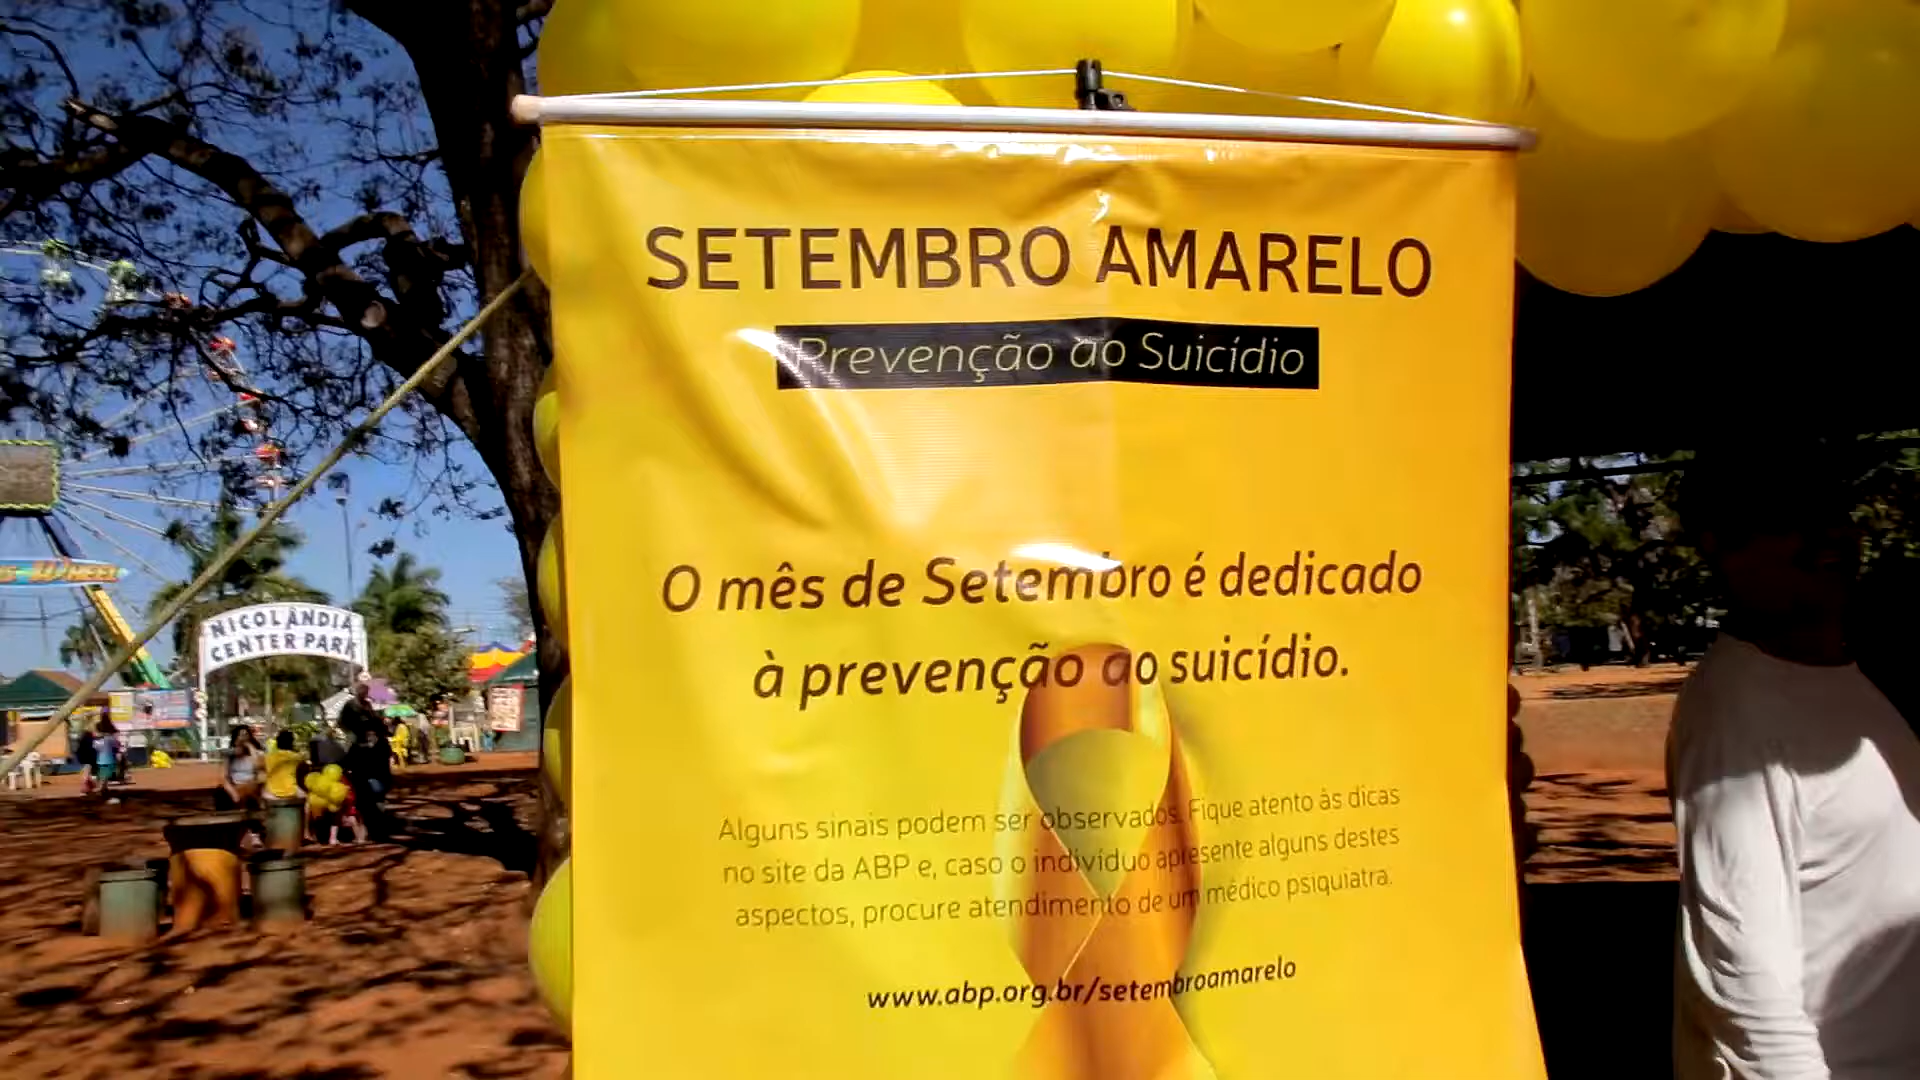 SETEMBRO AMARELO
Prevenção ao Suicídio
O mês de Setembro é dedicado
à prevenção ao suicídio.
Alguns sinais podem ser observados. Fique atento às dicas
no site da ABP e, caso o indivíduo apresente alguns destes
aspectos, procure atendimento de um médico psiquiatra.
www.abp.org.br/setembroamarelo
WHEEL
NICOLÂNDIA
CENTER PARK